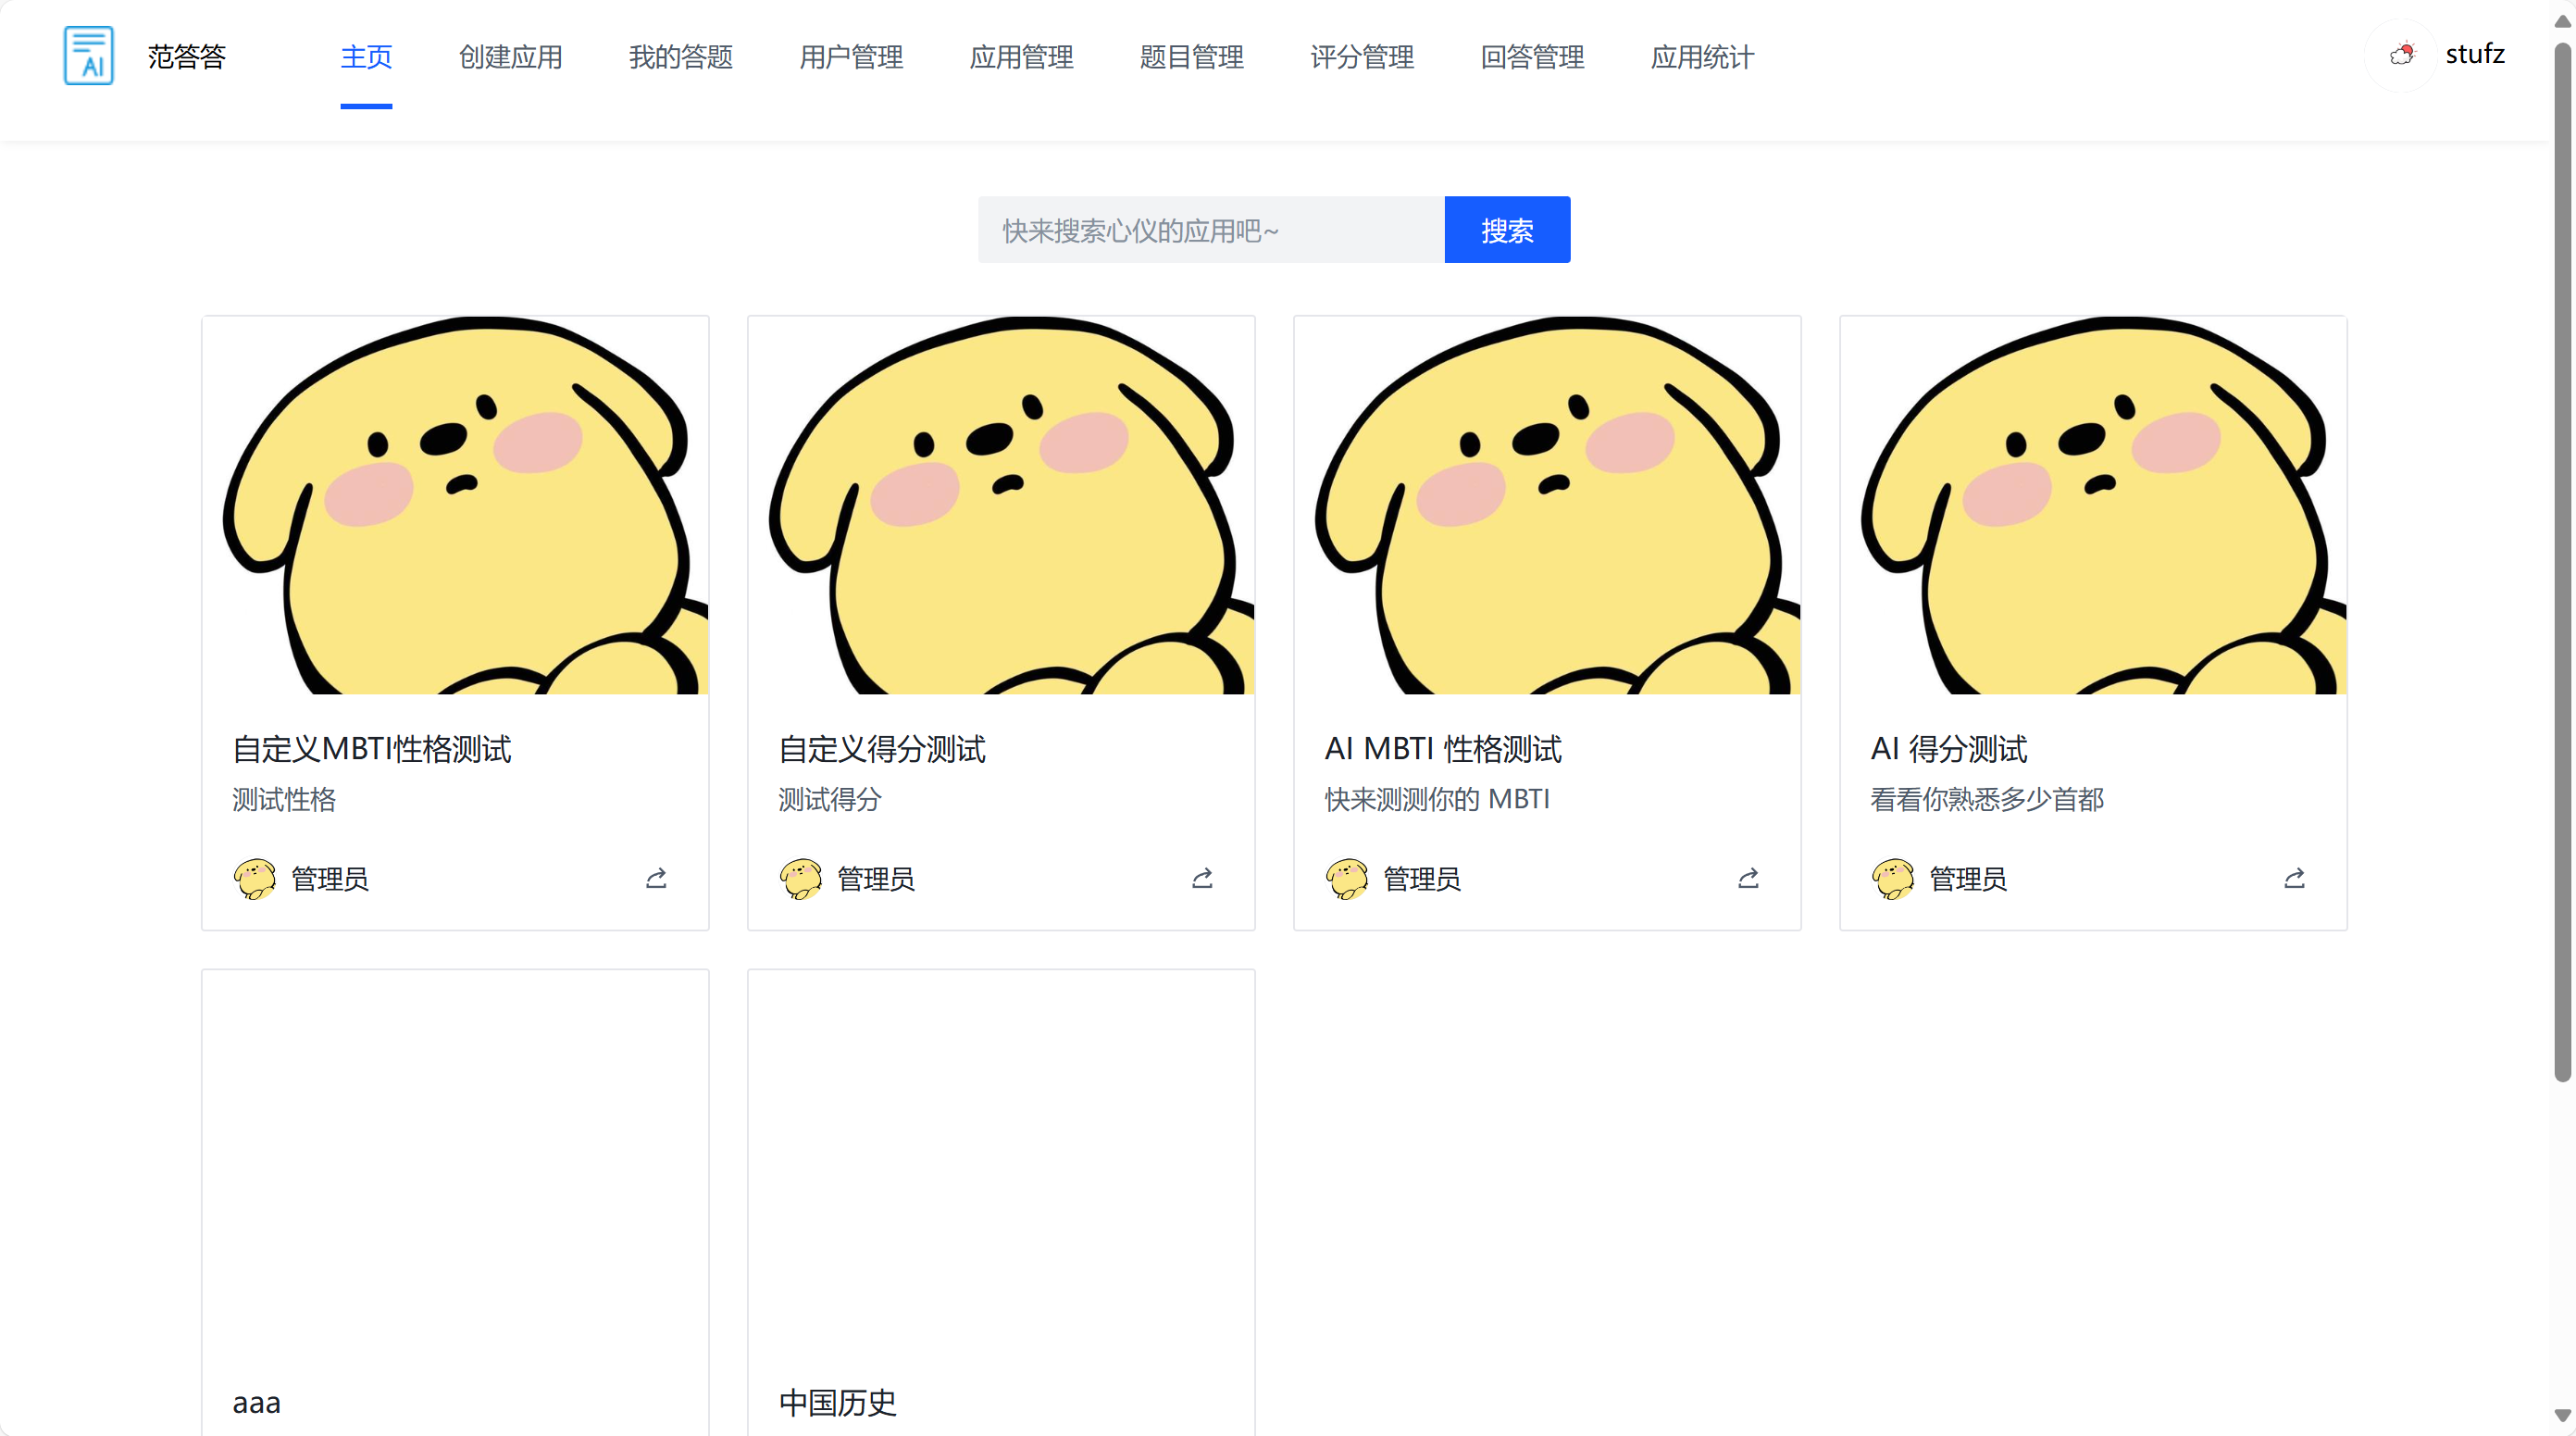 AI
范答答
主页
创建应用
我的答题
用户管理
应用管理
题目管理
评分管理
回答管理
应用统计
stufz
快来搜索心仪的应用吧~
搜索
自定义MBTI性格测试
测试性格
管理员
自定义得分测试
测试得分
管理员
AI MBTI 性格测试
快来测测你的 MBTI
管理员
AI 得分测试
看看你熟悉多少首都
管理员
aaa
中国历史